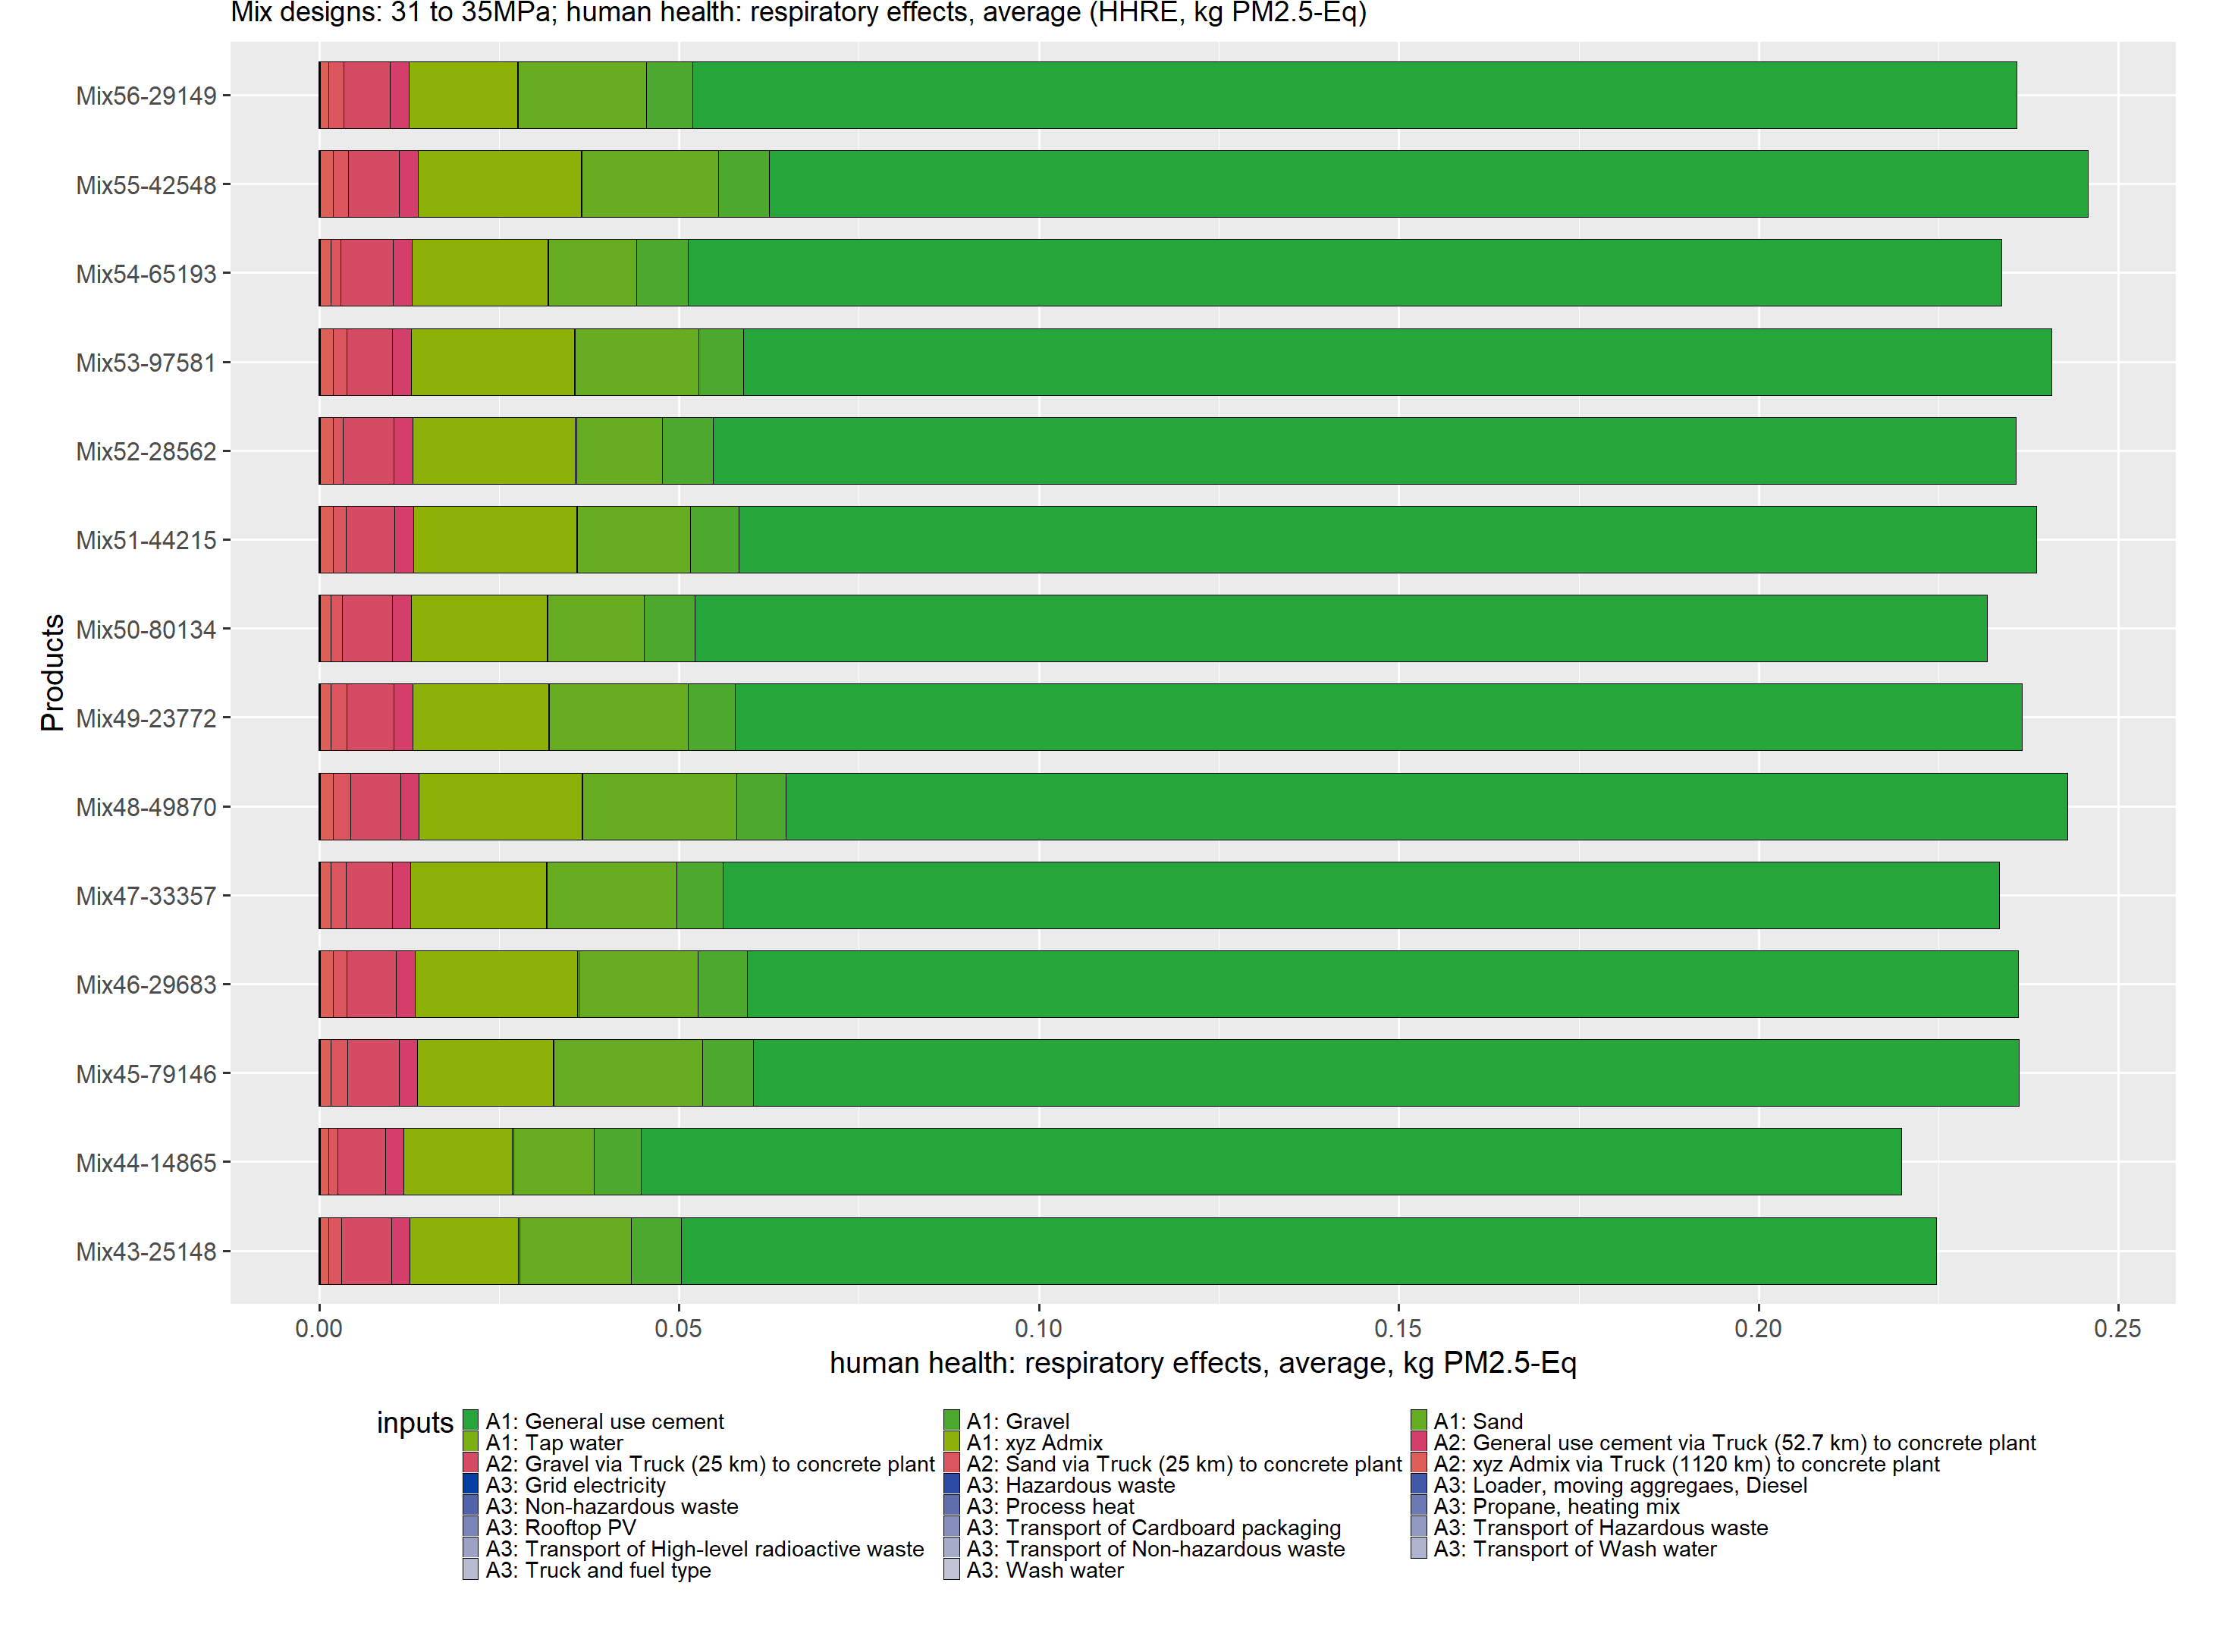 Mix designs: 31 to 35MPa; human health: respiratory effects, average (HHRE, kg PM2.5-Eq)
Products
Mix56-29149
Mix55-42548
Mix54-65193
Mix53-97581
Mix52-28562
Mix51-44215
Mix50-80134
Mix49-23772
Mix48-49870
Mix47-33357
Mix46-29683
Mix45-79146
Mix44-14865
Mix43-25148
0.00 0.05 0.10 0.15 0.20 0.25
human health: respiratory effects, average, kg PM2.5-Eq
inputs
A1: General use cement A1: Gravel A1: Sand
A1: Tap water A1: xyz Admix A2: General use cement via Truck (52.7 km) to concrete plant
A2: Gravel via Truck (25 km) to concrete plant A2: Sand via Truck (25 km) to concrete plant A2: xyz Admix via Truck (1120 km) to concrete plant
A3: Grid electricity A3: Hazardous waste A3: Loader, moving aggregaes, Diesel
A3: Non-hazardous waste A3: Process heat A3: Propane, heating mix
A3: Rooftop PV A3: Transport of Cardboard packaging A3: Transport of Hazardous waste
A3: Transport of High-level radioactive waste A3: Transport of Non-hazardous waste A3: Transport of Wash water
A3: Truck and fuel type A3: Wash water